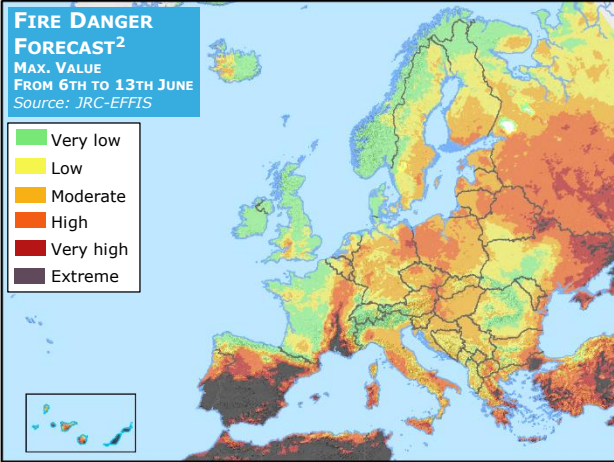 FIRE DANGER
FORECAST²
MAX. VALUE
FROM 6TH TO 13TH JUNE
Source: JRC-EFFIS
Very low
Low
Moderate
High
Very high
Extreme